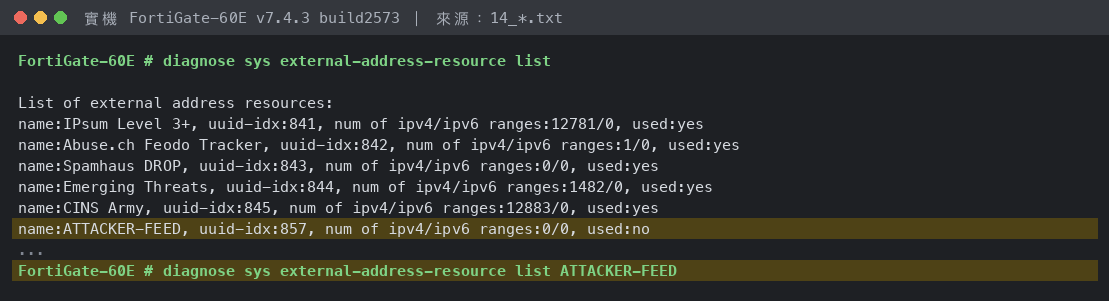 實機 FortiGate-60E v7.4.3 build2573 | 來源：14_*.txt
FortiGate-60E # diagnose sys external-address-resource list
List of external address resources:
name:IPsum Level 3+, uuid-idx:841, num of ipv4/ipv6 ranges:12781/0, used:yes
name:Abuse.ch Feodo Tracker, uuid-idx:842, num of ipv4/ipv6 ranges:1/0, used:yes
name:Spamhaus DROP, uuid-idx:843, num of ipv4/ipv6 ranges:0/0, used:yes
name:Emerging Threats, uuid-idx:844, num of ipv4/ipv6 ranges:1482/0, used:yes
name:CINS Army, uuid-idx:845, num of ipv4/ipv6 ranges:12883/0, used:yes
name:ATTACKER-FEED, uuid-idx:857, num of ipv4/ipv6 ranges:0/0, used:no
...
FortiGate-60E # diagnose sys external-address-resource list ATTACKER-FEED